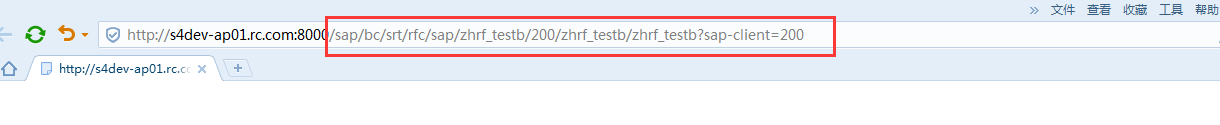 » 文件 查看 收藏 工具 帮助
http://s4dev-ap01.rc.com:8000/sap/bc/srt/rfc/sap/zhrf_testb/200/zhrf_testb/zhrf_testb?sap-client=200
http://s4dev-ap01.rc.c